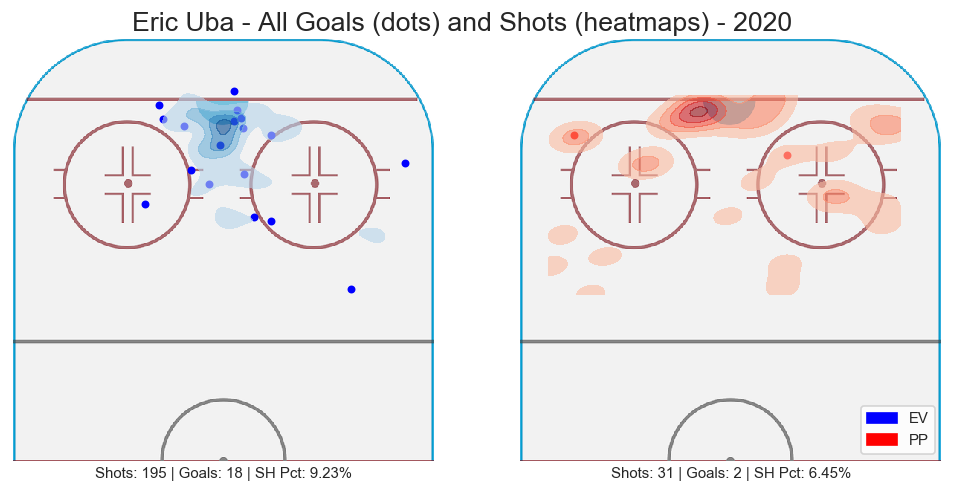 Eric Uba - All Goals (dots) and Shots (heatmaps) - 2020
EV
PP
Shots: 195 | Goals: 18 | SH Pct: 9.23%
Shots: 31 | Goals: 2 | SH Pct: 6.45%